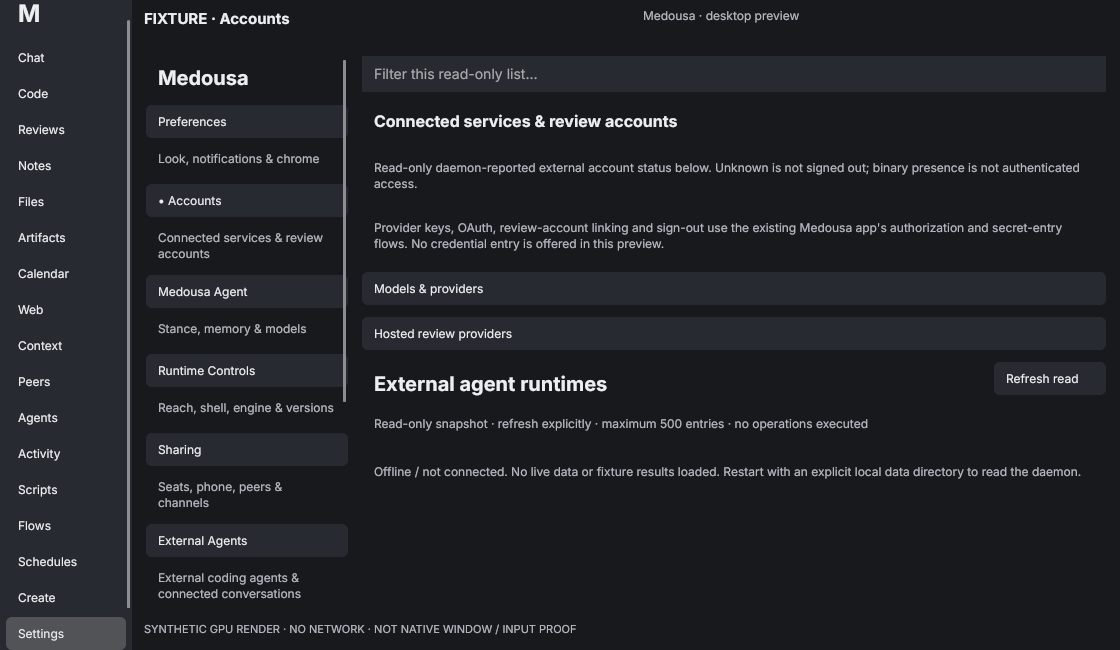 M
Chat
Code
Reviews
Notes
Files
Artifacts
Calendar
Web
Context
Peers
Agents
Activity
Scripts
Flows
Schedules
Create
Settings
FIXTURE · Accounts
Medousa · desktop preview
Medousa
Preferences
Look, notifications & chrome
• Accounts
Connected services & review
accounts
Medousa Agent
Stance, memory & models
Runtime Controls
Reach, shell, engine & versions
Sharing
Seats, phone, peers &
channels
External Agents
External coding agents &
connected conversations
Filter this read-only list...
Connected services & review accounts
Read-only daemon-reported external account status below. Unknown is not signed out; binary presence is not authenticated
access.
Provider keys, OAuth, review-account linking and sign-out use the existing Medousa app's authorization and secret-entry
flows. No credential entry is offered in this preview.
Models & providers
Hosted review providers
External agent runtimes
Refresh read
Read-only snapshot · refresh explicitly · maximum 500 entries · no operations executed
Offline / not connected. No live data or fixture results loaded. Restart with an explicit local data directory to read the daemon.
SYNTHETIC GPU RENDER · NO NETWORK · NOT NATIVE WINDOW / INPUT PROOF